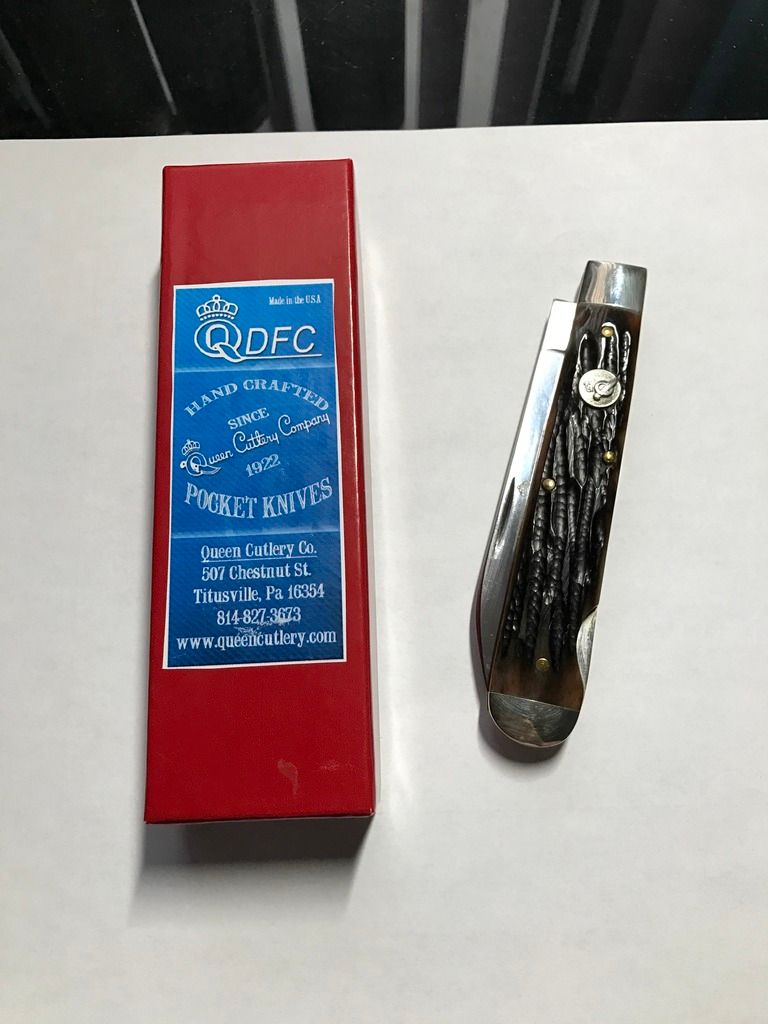 Made in the USA
QDFC
HAND CRAFTED
SINCE
Queen Cutlery Company
1922
POCKET KNIVES
Queen Cutlery Co.
507 Chestnut St.
Titusville, Pa 16354
814-827-3673
www.queencutlery.com